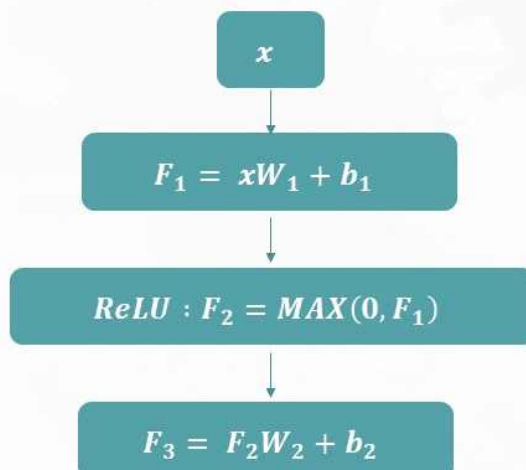 x
F₁ = xW₁ + b₁
ReLU : F₂ = MAX(0, F₁)
F₃ = F₂W₂ + b₂